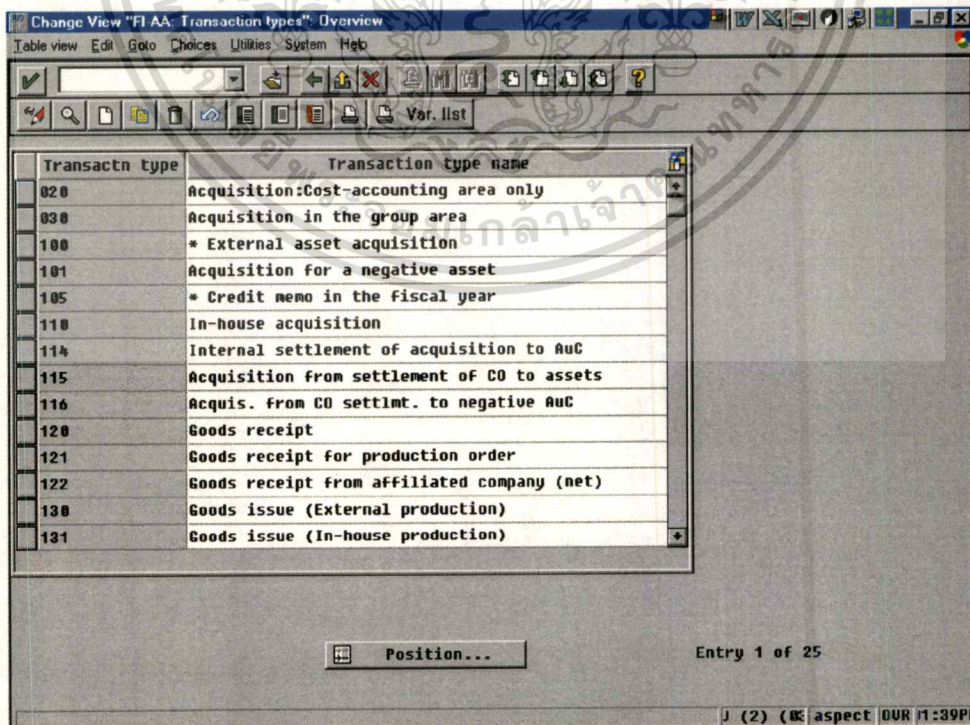 Change View "FI-AA: Transaction types": Overview
Table view Edit Goto Choices Utilities System Help
Var. list
Transactn type Transaction type name
020 Acquisition:Cost-accounting area only
030 Acquisition in the group area
100 * External asset acquisition
101 Acquisition for a negative asset
105 * Credit memo in the fiscal year
110 In-house acquisition
114 Internal settlement of acquisition to AuC
115 Acquisition from settlement of CO to assets
116 Acquis. from CO settlmt. to negative AuC
120 Goods receipt
121 Goods receipt for production order
122 Goods receipt from affiliated company (net)
130 Goods issue (External production)
131 Goods issue (In-house production)
Position... Entry 1 of 25
aspect OVR